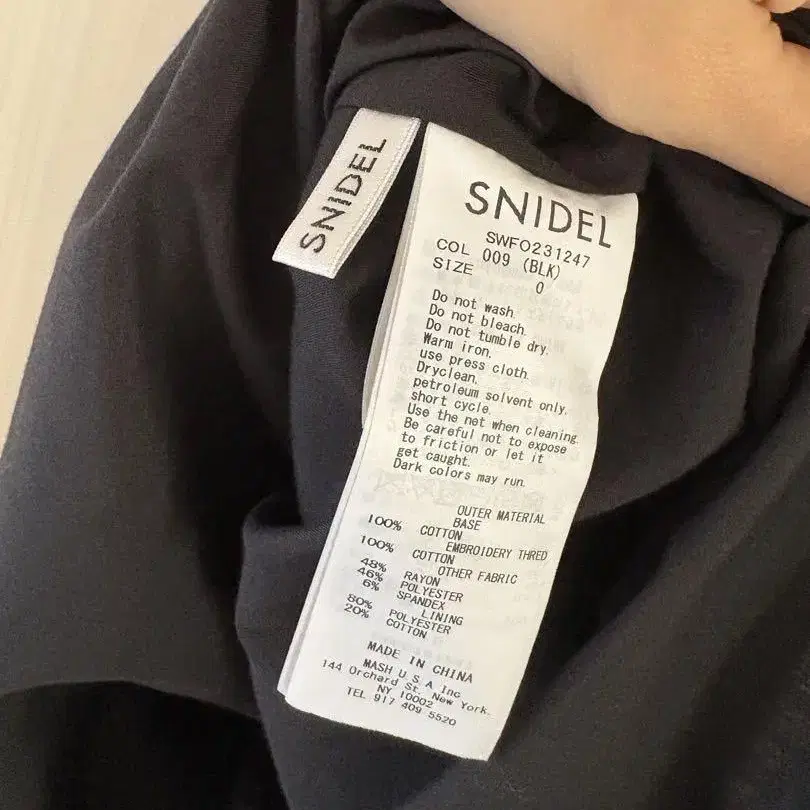 SNIDEL
SNIDEL
SWFO231247
COL 009 (BLK)
SIZE 0
Do not wash.
Do not bleach.
Do not tumble dry.
Warm iron.
use press cloth.
Dryclean.
petroleum solvent only.
short cycle.
Use the net when cleaning.
Be careful not to expose
to friction or let it
get caught.
Dark colors may run.
OUTER MATERIAL
BASE
100% COTTON
EMBROIDERY THRED
100% COTTON
OTHER FABRIC
48% RAYON
46% POLYESTER
6% SPANDEX
LINING
80% POLYESTER
20% COTTON
MADE IN CHINA
MASH U.S.A Inc
144 Orchard St. New York.
NY 10002
TEL 917 409 5520